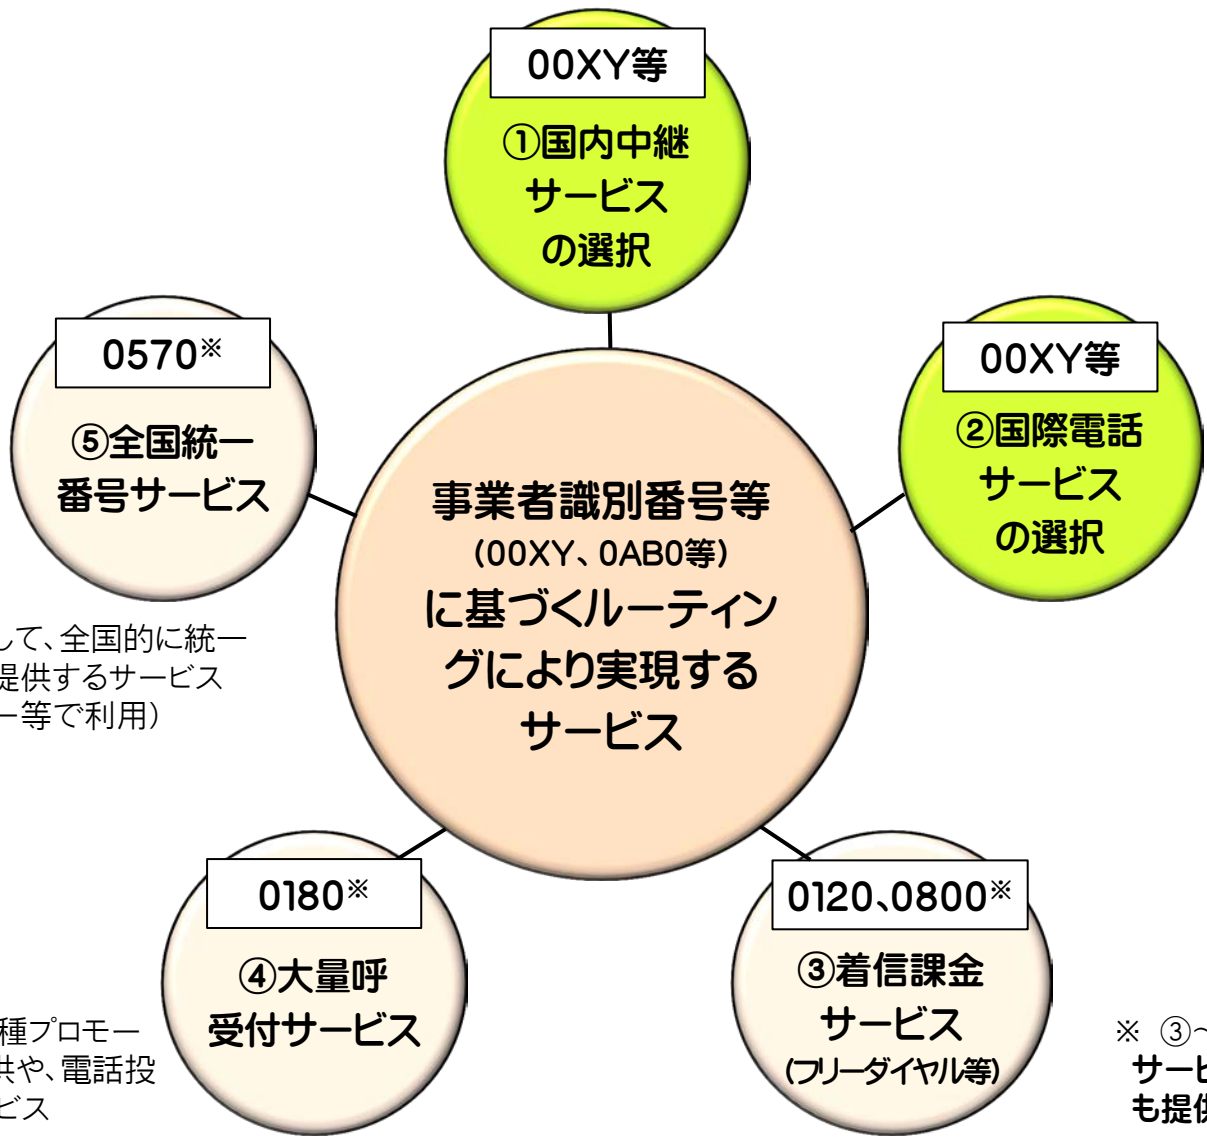 00XY等
①国内中継
サービス
の選択
0570※
⑤全国統一
番号サービス
00XY等
②国際電話
サービス
の選択
事業者識別番号等
(00XY、0AB0等)
に基づくルーティン
グにより実現する
サービス
して、全国的に統一
提供するサービス
ー等で利用)
0180※
④大量呼
受付サービス
0120、0800※
③着信課金
サービス
(フリーダイヤル等)
種プロモー
供や、電話投
ビス
※ ③～
サービ
も提供